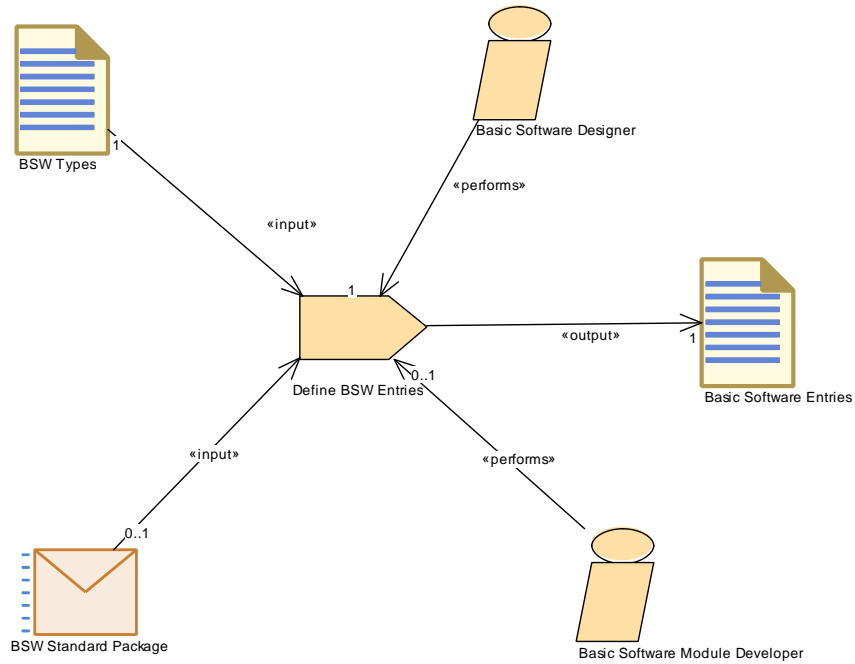 Basic Software Designer
BSW Types
1
«performs»
«input»
1
«output»
1
Define BSW Entries
0..1
Basic Software Entries
«input»
«performs»
0..1
BSW Standard Package
Basic Software Module Developer